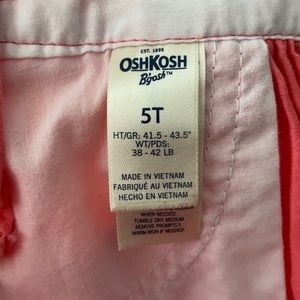 EST. 1895
OSHKOSH
B'gosh™
5T
HT/GR: 41.5 - 43.5"
WT/PDS:
38 - 42 LB
MADE IN VIETNAM
FABRIQUÉ AU VIETNAM
HECHO EN VIETNAM
WHEN NEEDED.
TUMBLE DRY MEDIUM
REMOVE PROMPTLY.
WARM IRON IF NEEDED.